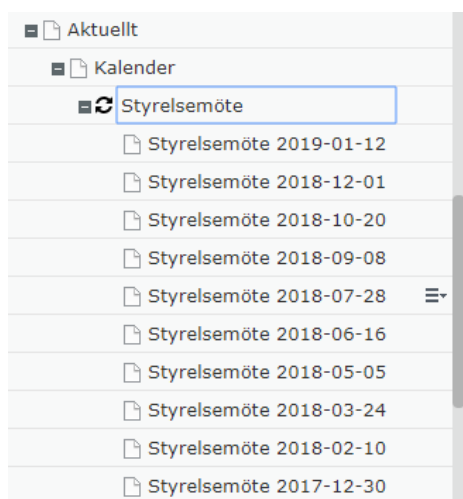 Aktuellt
Kalender
Styrelsemöte
Styrelsemöte 2019-01-12
Styrelsemöte 2018-12-01
Styrelsemöte 2018-10-20
Styrelsemöte 2018-09-08
Styrelsemöte 2018-07-28
Styrelsemöte 2018-06-16
Styrelsemöte 2018-05-05
Styrelsemöte 2018-03-24
Styrelsemöte 2018-02-10
Styrelsemöte 2017-12-30